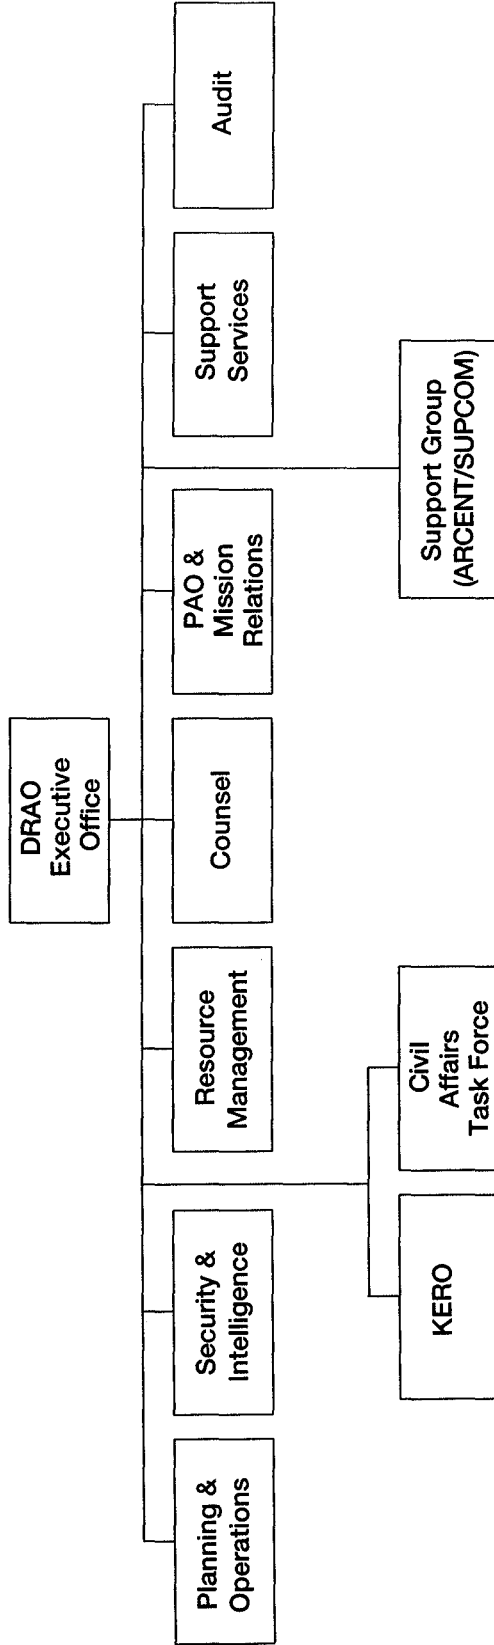 DRAO
Executive
Office
Planning &
Operations
Security &
Intelligence
Resource
Management
Counsel
PAO &
Mission
Relations
Support
Services
Audit
KERO
Civil
Affairs
Task Force
Support Group
(ARCENT/SUPCOM)